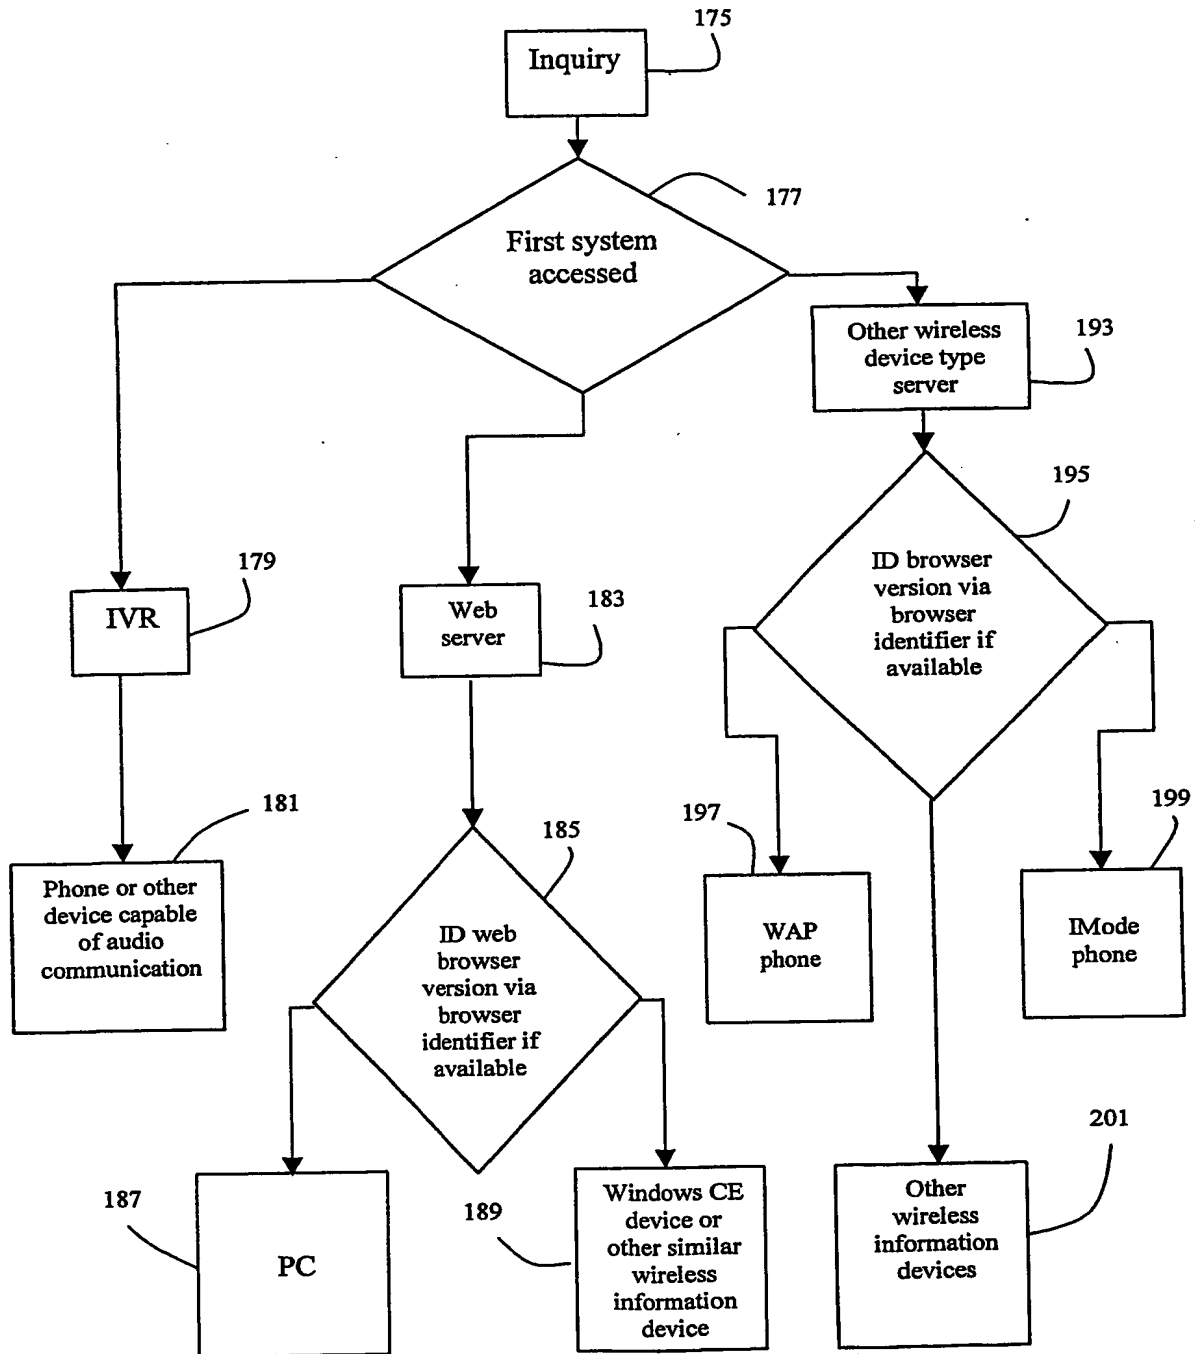 175
Inquiry
177
First system
accessed
193
Other wireless
device type
server
195
ID browser
version via
browser
identifier if
available
179
IVR
183
Web
server
181
Phone or other
device capable
of audio
communication
185
ID web
browser
version via
browser
identifier if
available
197
WAP
phone
199
IMode
phone
187
PC
189
Windows CE
device or
other similar
wireless
information
device
201
Other
wireless
information
devices